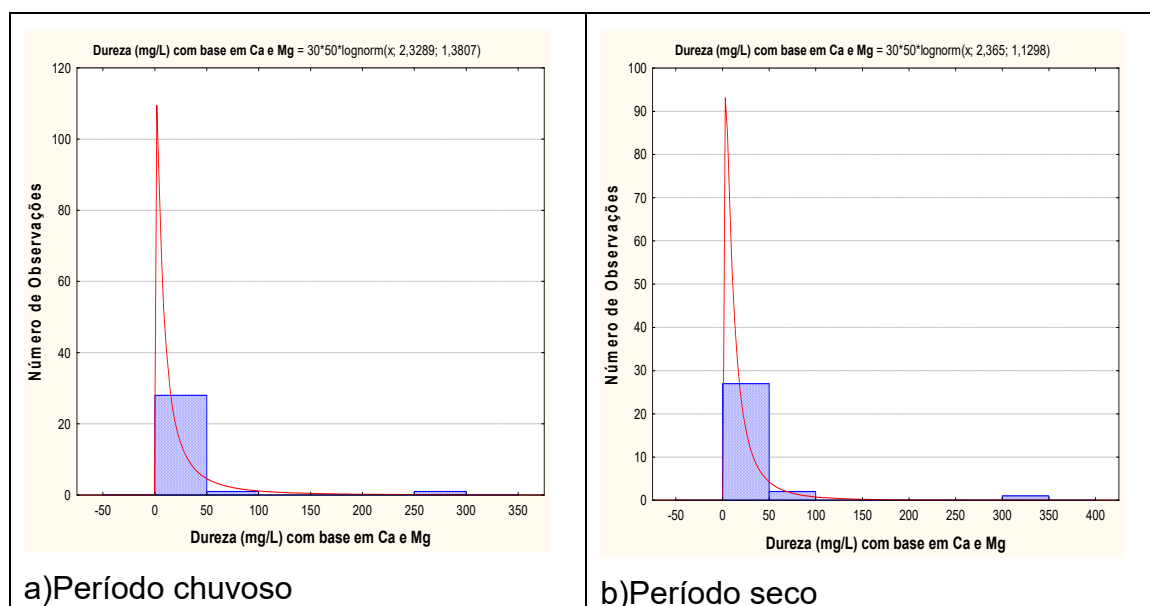 Dureza (mg/L) com base em Ca e Mg = 30*50*lognorm(x; 2,3289; 1,3807)
120
100
80
60
40
20
0
Número de Observações
-50 0 50 100 150 200 250 300 350
Dureza (mg/L) com base em Ca e Mg
a)Período chuvoso
Dureza (mg/L) com base em Ca e Mg = 30*50*lognorm(x; 2,365; 1,1298)
100
90
80
70
60
50
40
30
20
10
0
Número de Observações
-50 0 50 100 150 200 250 300 350 400
Dureza (mg/L) com base em Ca e Mg
b)Período seco